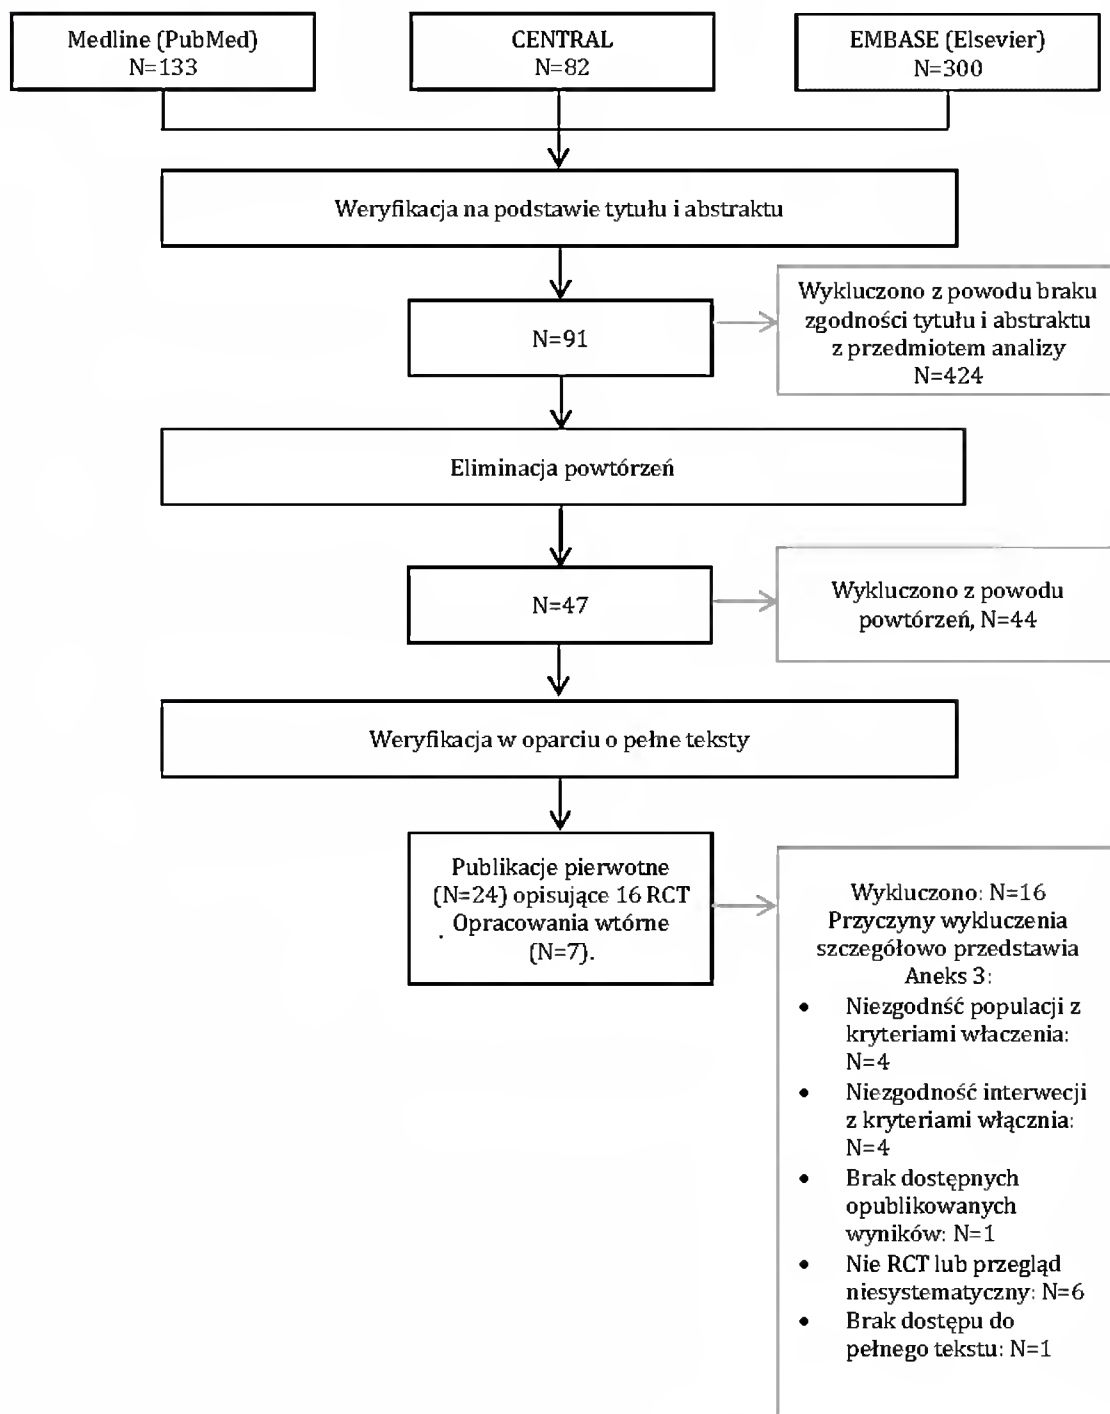 Medline (PubMed)
N=133
CENTRAL
N=82
EMBASE (Elsevier)
N=300
Weryfikacja na podstawie tytułu i abstraktu
N=91
Wykluczono z powodu braku
zgodności tytułu i abstraktu
z przedmiotem analizy
N=424
Eliminacja powtórzeń
N=47
Wykluczono z powodu
powtórzeń, N=44
Weryfikacja w oparciu o pełne teksty
Publikacje pierwotne
(N=24) opisujące 16 RCT
Opracowania wtórne
(N=7).
Wykluczono: N=16
Przyczyny wykluczenia
szczegółowo przedstawia
Aneks 3:
• Niezgodnść populacji z
kryteriami właczenia:
N=4
• Niezgodność interwecji
z kryteriami włącznia:
N=4
• Brak dostępnych
opublikowanych
wyników: N=1
• Nie RCT lub przegląd
niesystematyczny: N=6
• Brak dostępu do
pełnego tekstu: N=1